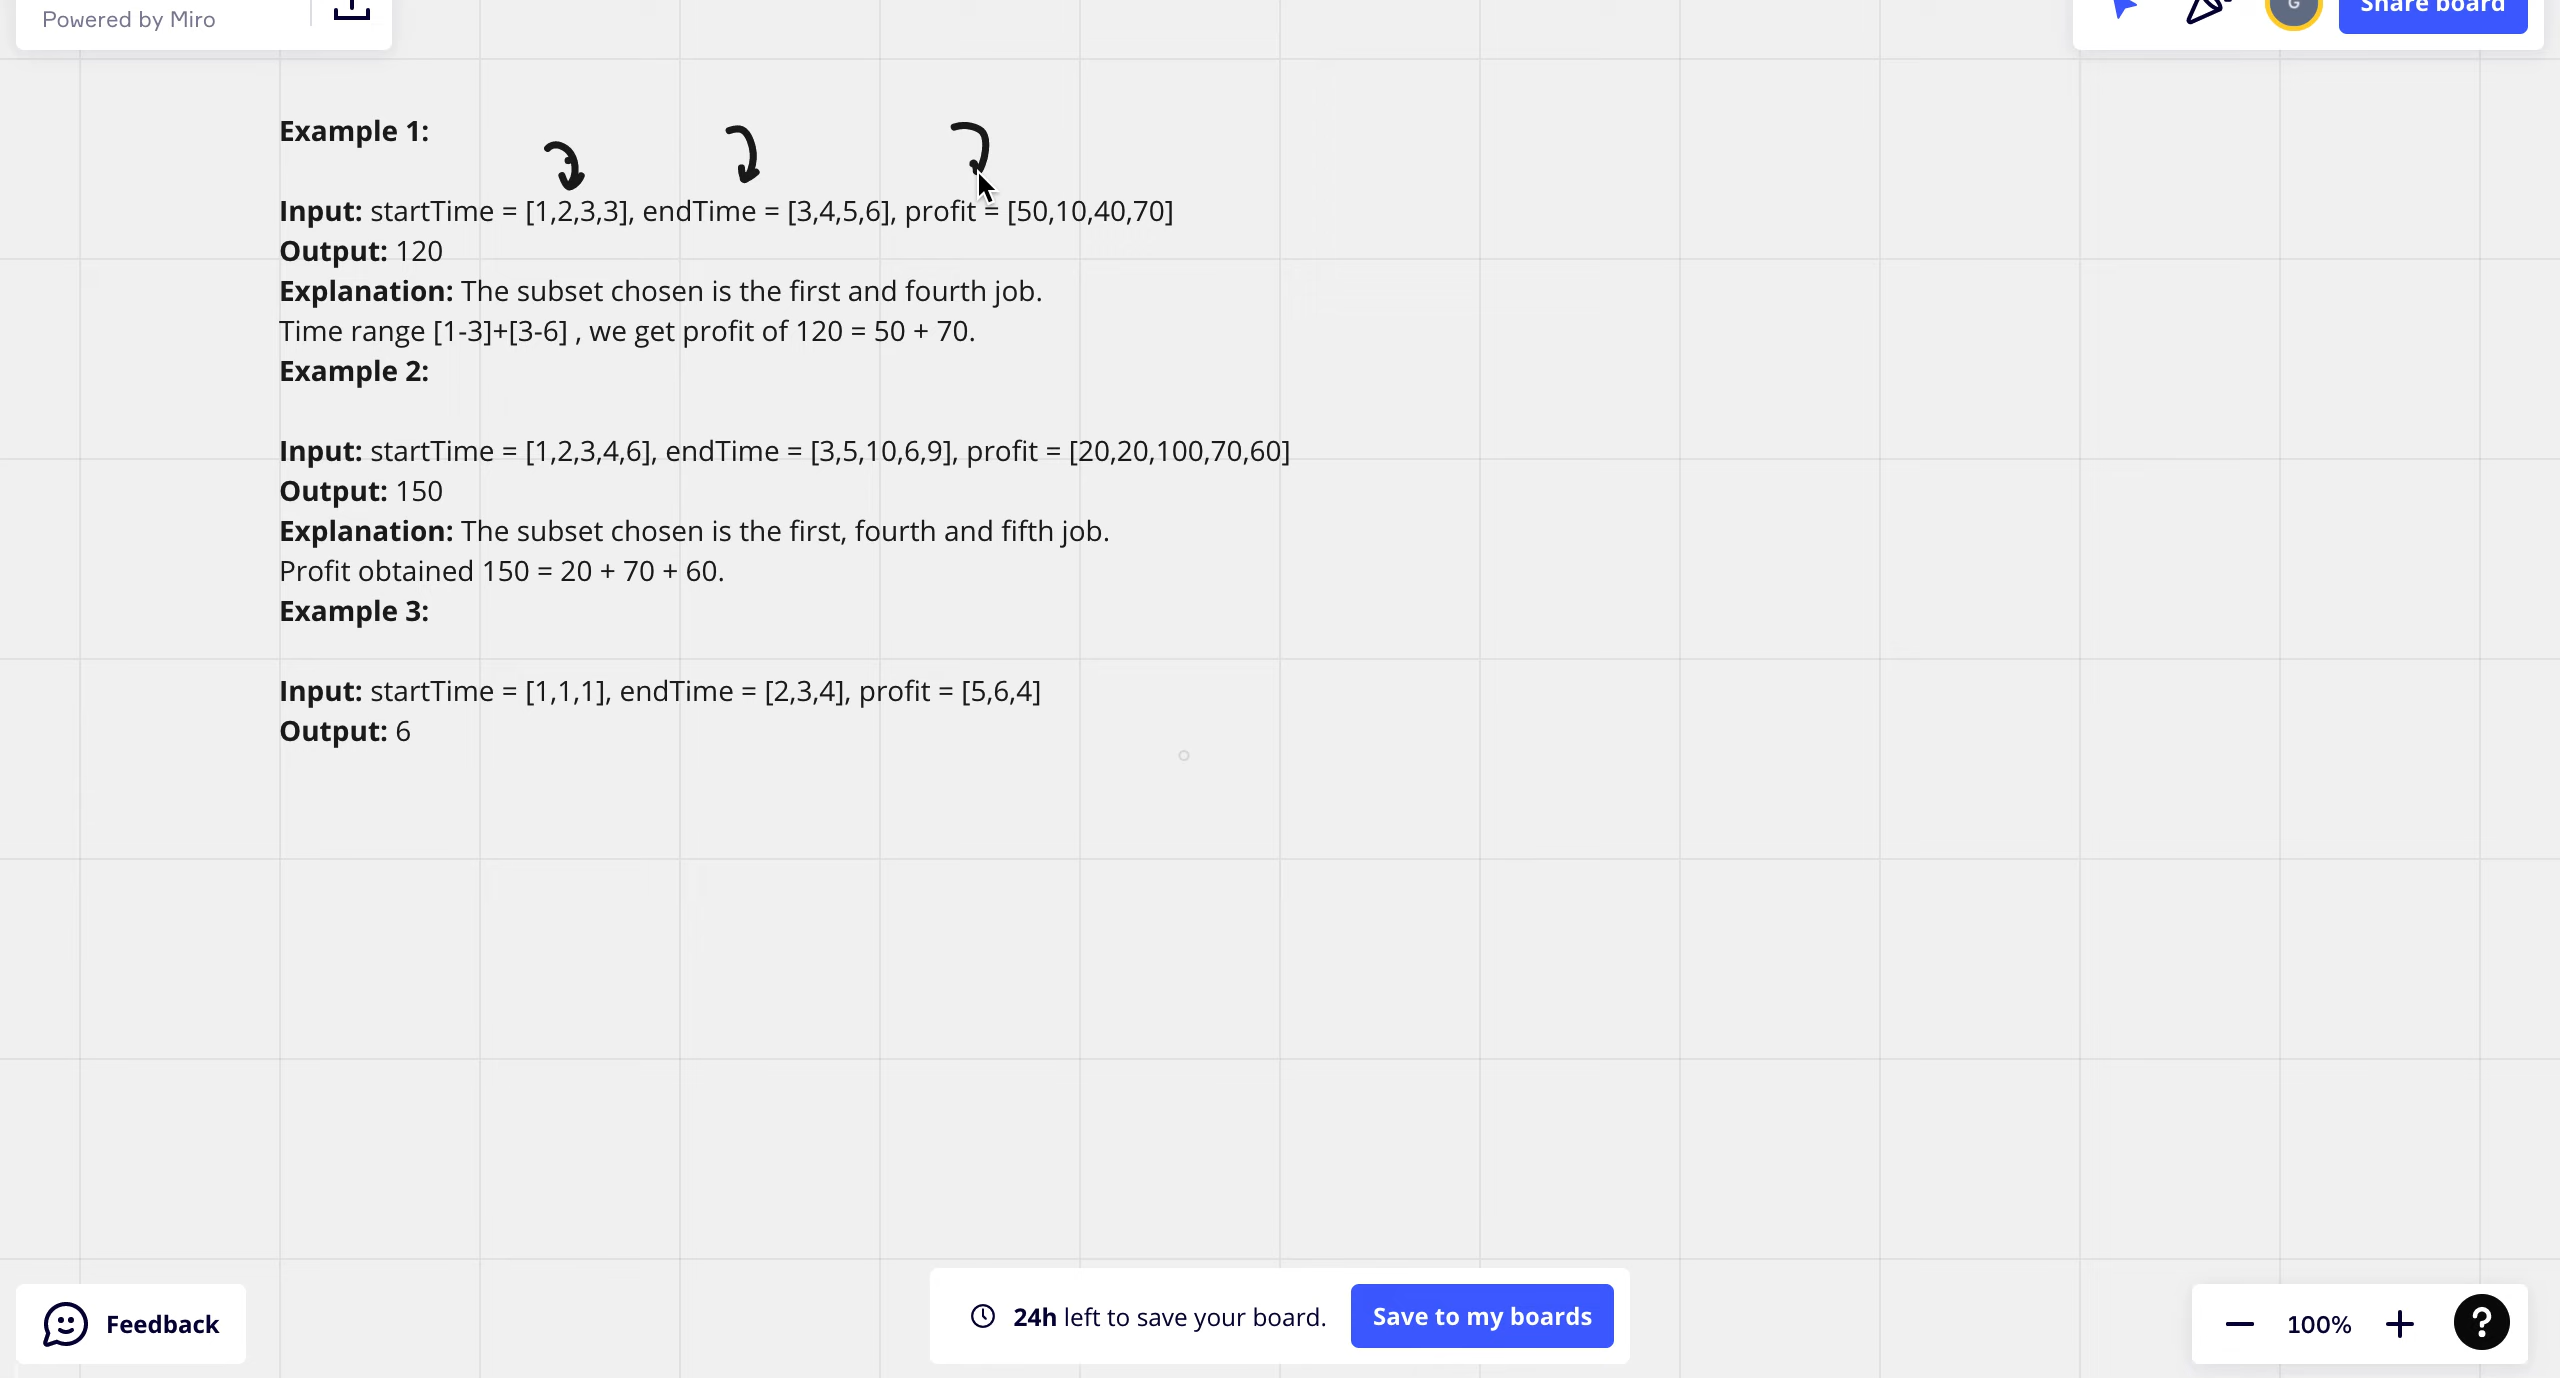 Powered by Miro
G
Share board
Example 1:
Input: startTime = [1,2,3,3], endTime = [3,4,5,6], profit = [50,10,40,70]
Output: 120
Explanation: The subset chosen is the first and fourth job.
Time range [1-3]+[3-6] , we get profit of 120 = 50 + 70.
Example 2:
Input: startTime = [1,2,3,4,6], endTime = [3,5,10,6,9], profit = [20,20,100,70,60]
Output: 150
Explanation: The subset chosen is the first, fourth and fifth job.
Profit obtained 150 = 20 + 70 + 60.
Example 3:
Input: startTime = [1,1,1], endTime = [2,3,4], profit = [5,6,4]
Output: 6
Feedback
24h left to save your board.
Save to my boards
100%
?